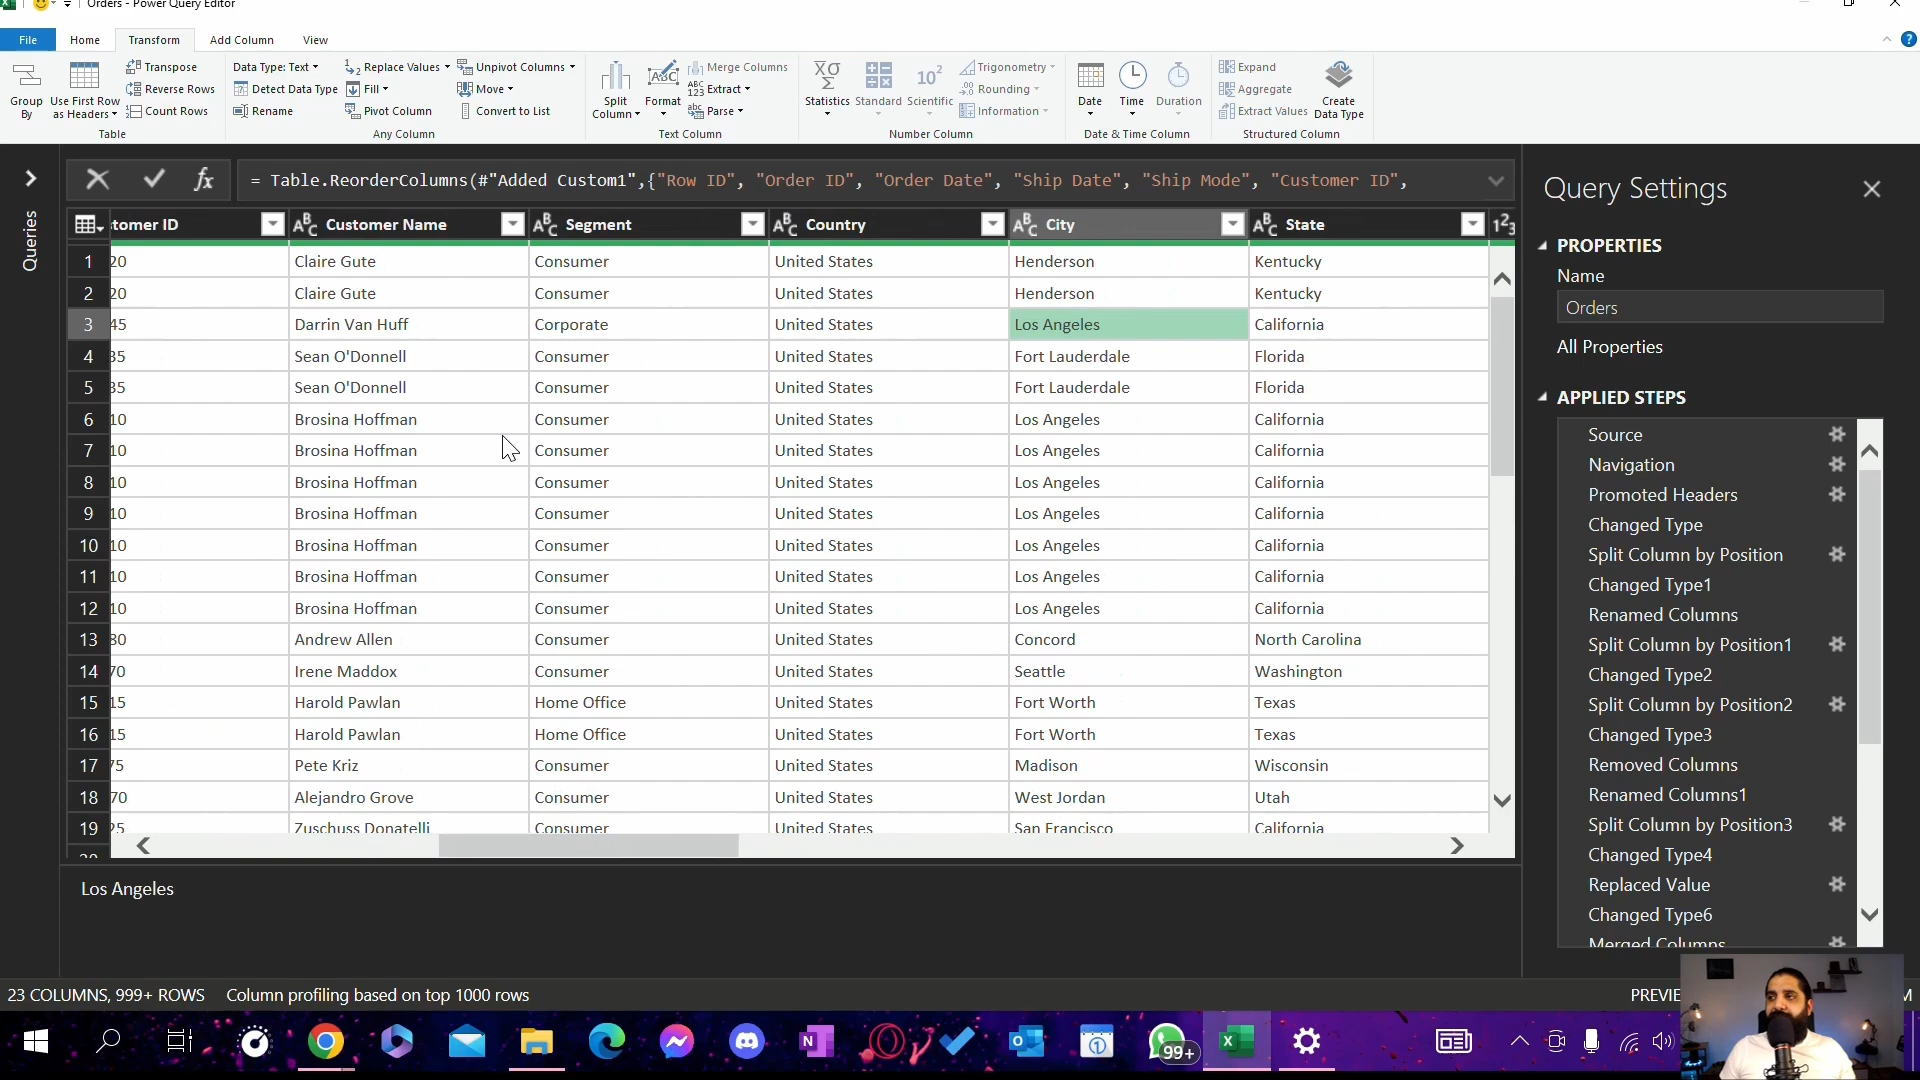 Orders - Power Query Editor
File Home Transform Add Column View
Group By
Use First Row as Headers
Transpose
Reverse Rows
Count Rows
Table
Data Type: Text
Detect Data Type
Rename
Replace Values
Fill
Pivot Column
Unpivot Columns
Move
Convert to List
Any Column
Split Column
Format
Merge Columns
Extract
Parse
Text Column
Statistics
Standard
Scientific
Trigonometry
Rounding
Information
Number Column
Date
Time
Duration
Date & Time Column
Expand
Aggregate
Extract Values
Create Data Type
Structured Column
Queries
fx = Table.ReorderColumns(#"Added Custom1",{"Row ID", "Order ID", "Order Date", "Ship Date", "Ship Mode", "Customer ID",
tomer ID Customer Name Segment Country City State
1 20 Claire Gute Consumer United States Henderson Kentucky
2 20 Claire Gute Consumer United States Henderson Kentucky
3 45 Darrin Van Huff Corporate United States Los Angeles California
4 35 Sean O'Donnell Consumer United States Fort Lauderdale Florida
5 35 Sean O'Donnell Consumer United States Fort Lauderdale Florida
6 10 Brosina Hoffman Consumer United States Los Angeles California
7 10 Brosina Hoffman Consumer United States Los Angeles California
8 10 Brosina Hoffman Consumer United States Los Angeles California
9 10 Brosina Hoffman Consumer United States Los Angeles California
10 10 Brosina Hoffman Consumer United States Los Angeles California
11 10 Brosina Hoffman Consumer United States Los Angeles California
12 10 Brosina Hoffman Consumer United States Los Angeles California
13 80 Andrew Allen Consumer United States Concord North Carolina
14 70 Irene Maddox Consumer United States Seattle Washington
15 15 Harold Pawlan Home Office United States Fort Worth Texas
16 15 Harold Pawlan Home Office United States Fort Worth Texas
17 75 Pete Kriz Consumer United States Madison Wisconsin
18 70 Alejandro Grove Consumer United States West Jordan Utah
19 25 Zuschuss Donatelli Consumer United States San Francisco California
Los Angeles
Query Settings
PROPERTIES
Name
Orders
All Properties
APPLIED STEPS
Source
Navigation
Promoted Headers
Changed Type
Split Column by Position
Changed Type1
Renamed Columns
Split Column by Position1
Changed Type2
Split Column by Position2
Changed Type3
Removed Columns
Renamed Columns1
Split Column by Position3
Changed Type4
Replaced Value
Changed Type6
Merged Columns
23 COLUMNS, 999+ ROWS Column profiling based on top 1000 rows
PREVIE
M
99+